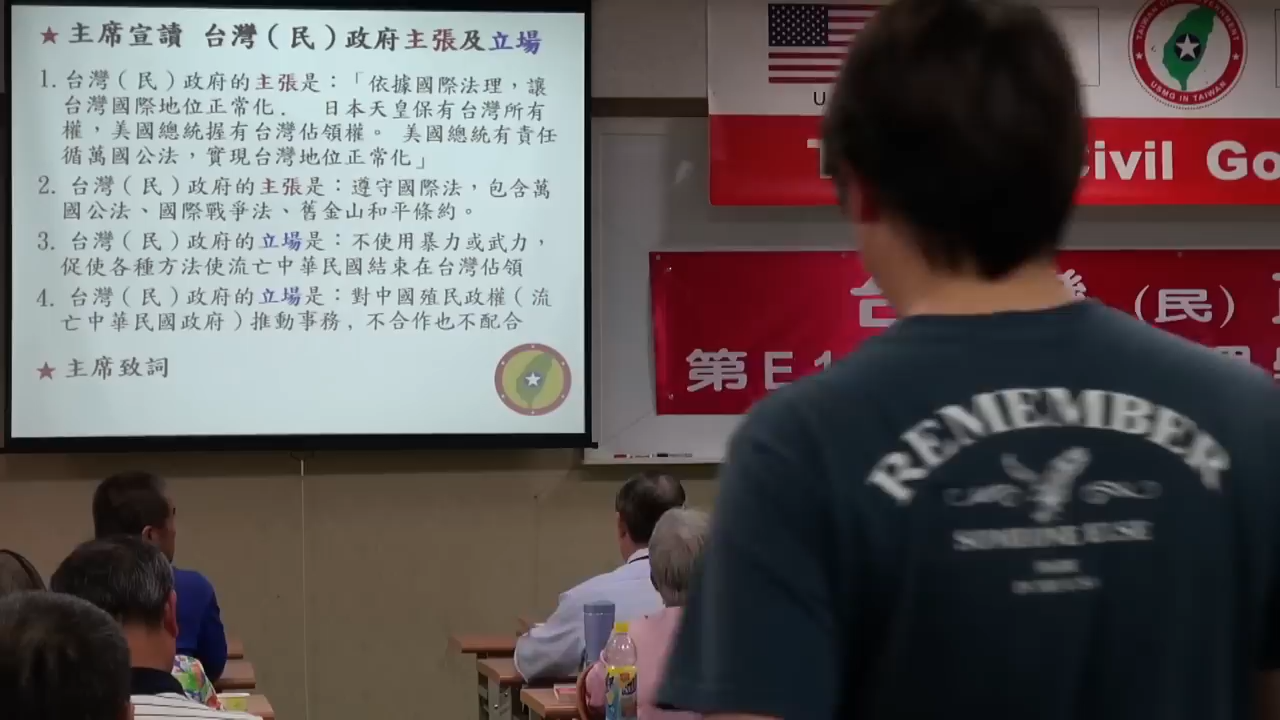 ★ 主席宣讀 台灣(民)政府主張及立場
1. 台灣(民)政府的主張是:「依據國際法理,讓
台灣國際地位正常化. 日本天皇保有台灣所有
權,美國總統握有台灣佔領權。 美國總統有責任
循萬國公法,實現台灣地位正常化」
2. 台灣(民)政府的主張是:遵守國際法,包含萬
國公法、國際戰爭法、舊金山和平條約。
3. 台灣(民)政府的立場是:不使用暴力或武力,
促使各種方法使流亡中華民國結束在台灣佔領
4. 台灣(民)政府的立場是:對中國殖民政權(流
亡中華民國政府)推動事務, 不合作也不配合
★ 主席致詞
TAIWAN CIVIL GOVERNMENT
USMG IN TAIWAN
U
T ivil Go
台 (民)
第E1
REMEMBER